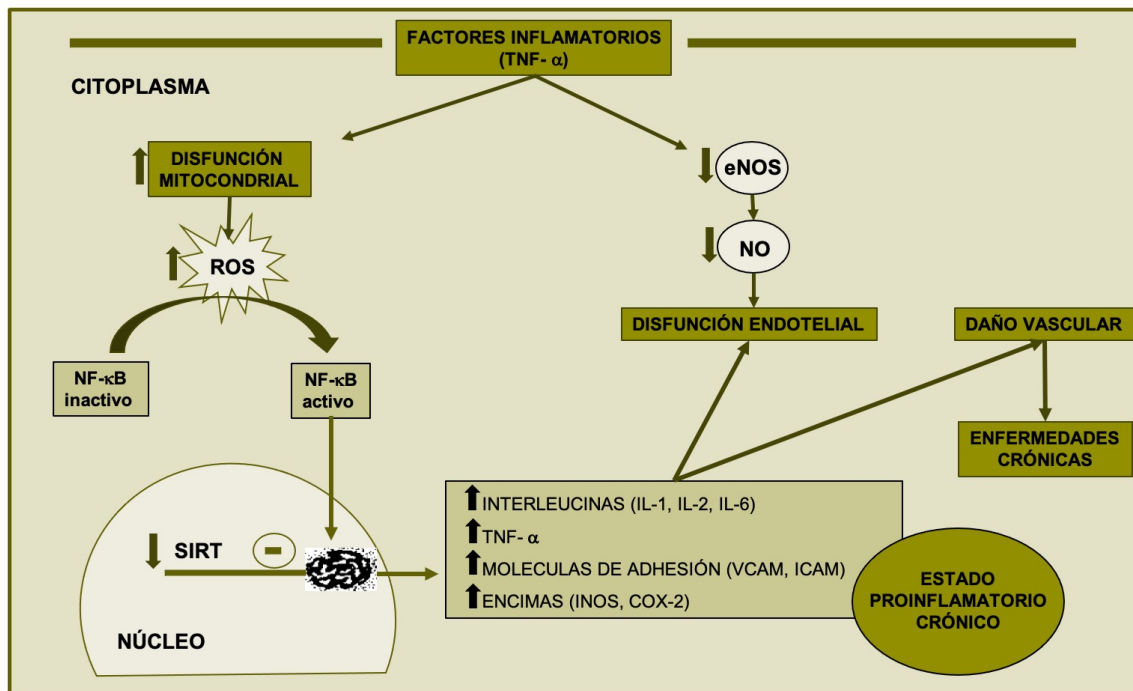 FACTORES INFLAMATORIOS
(TNF- α)
CITOPLASMA
DISFUNCIÓN
MITOCONDRIAL
eNOS
ROS
NO
DISFUNCIÓN ENDOTELIAL
DAÑO VASCULAR
NF-κB
inactivo
NF-κB
activo
ENFERMEDADES
CRÓNICAS
INTERLEUCINAS (IL-1, IL-2, IL-6)
TNF- α
MOLECULAS DE ADHESIÓN (VCAM, ICAM)
ENCIMAS (INOS, COX-2)
SIRT
ESTADO
PROINFLAMATORIO
CRÓNICO
NÚCLEO